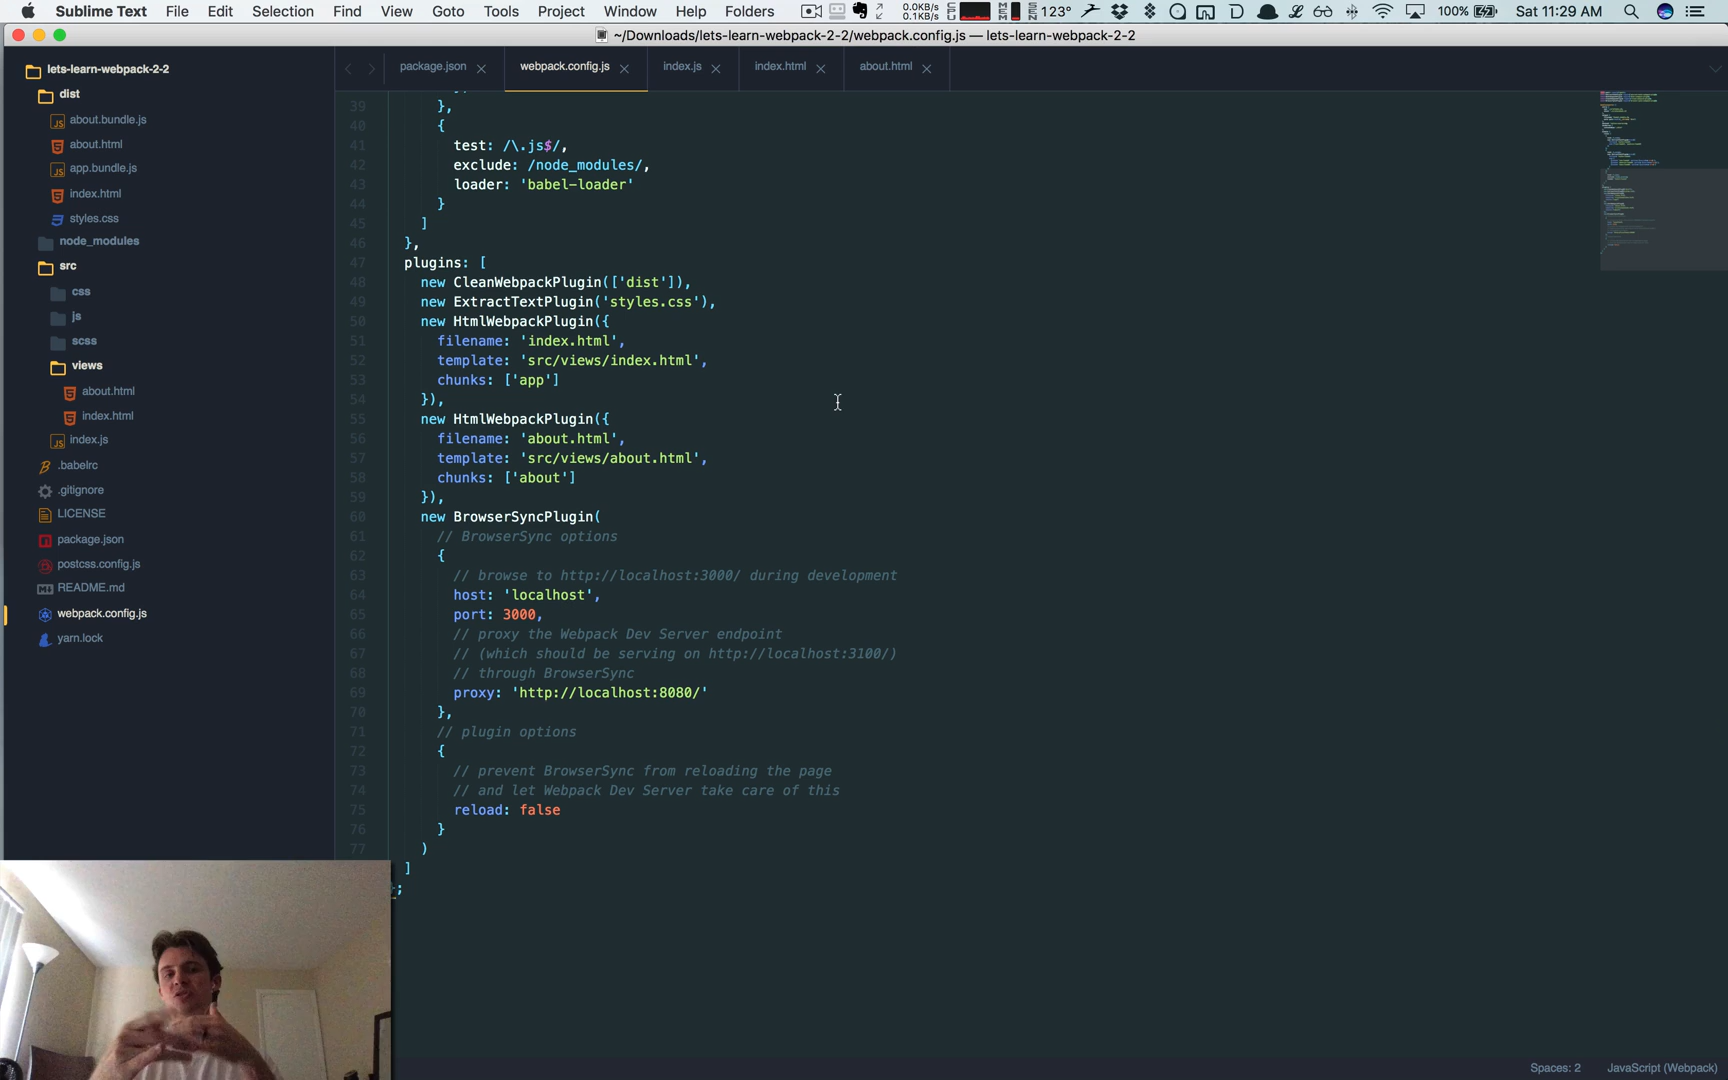 Sublime Text File Edit Selection Find View Goto Tools Project Window Help Folders 0.0KB/s 0.1KB/s CPU MEM SEN 123° 100% Sat 11:29 AM
~/Downloads/lets-learn-webpack-2-2/webpack.config.js — lets-learn-webpack-2-2
package.json webpack.config.js index.js index.html about.html
lets-learn-webpack-2-2
dist
about.bundle.js
about.html
app.bundle.js
index.html
styles.css
node_modules
src
css
js
scss
views
about.html
index.html
index.js
.babelrc
.gitignore
LICENSE
package.json
postcss.config.js
README.md
webpack.config.js
yarn.lock
39 },
40 {
41 test: /\.js$/,
42 exclude: /node_modules/,
43 loader: 'babel-loader'
44 }
45 ]
46 },
47 plugins: [
48 new CleanWebpackPlugin(['dist']),
49 new ExtractTextPlugin('styles.css'),
50 new HtmlWebpackPlugin({
51 filename: 'index.html',
52 template: 'src/views/index.html',
53 chunks: ['app']
54 }),
55 new HtmlWebpackPlugin({
56 filename: 'about.html',
57 template: 'src/views/about.html',
58 chunks: ['about']
59 }),
60 new BrowserSyncPlugin(
61 // BrowserSync options
62 {
63 // browse to http://localhost:3000/ during development
64 host: 'localhost',
65 port: 3000,
66 // proxy the Webpack Dev Server endpoint
67 // (which should be serving on http://localhost:3100/)
68 // through BrowserSync
69 proxy: 'http://localhost:8080/'
70 },
71 // plugin options
72 {
73 // prevent BrowserSync from reloading the page
74 // and let Webpack Dev Server take care of this
75 reload: false
76 }
77 )
]
};
Spaces: 2 JavaScript (Webpack)